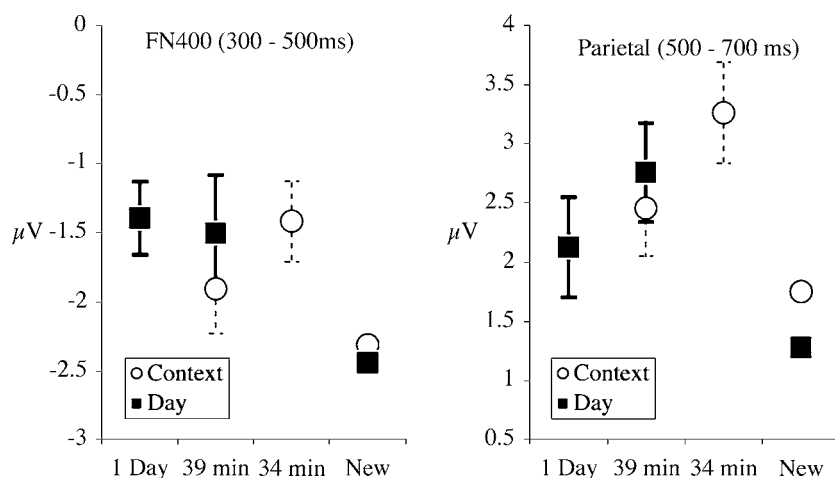 FN400 (300 - 500ms)
0
-0.5
-1
-1.5
-2
-2.5
-3
µV
Context
Day
1 Day
39 min
34 min
New
Parietal (500 - 700 ms)
4
3.5
3
2.5
2
1.5
1
0.5
µV
Context
Day
1 Day
39 min
34 min
New